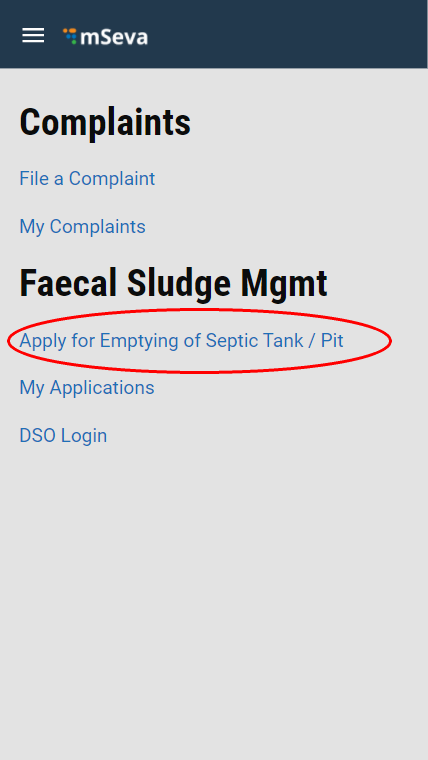 mSeva
Complaints
File a Complaint
My Complaints
Faecal Sludge Mgmt
Apply for Emptying of Septic Tank / Pit
My Applications
DSO Login